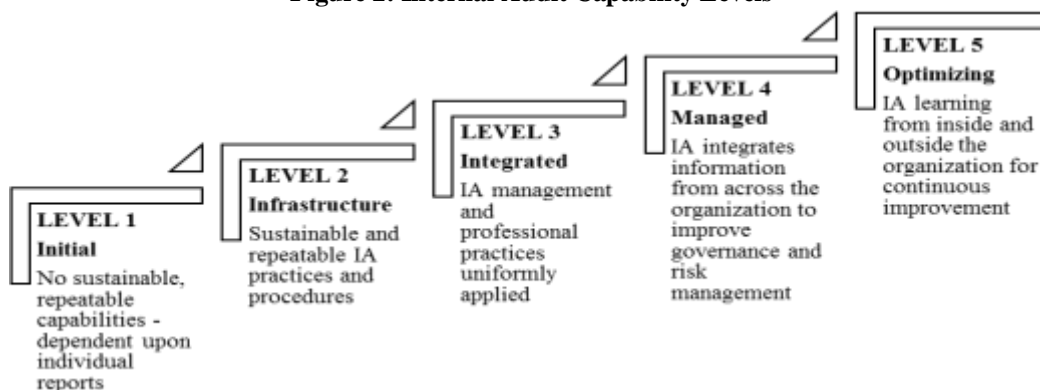 Figure 2: Internal Audit Capability Levels
LEVEL 1
Initial
No sustainable,
repeatable
capabilities -
dependent upon
individual
reports
LEVEL 2
Infrastructure
Sustainable and
repeatable IA
practices and
procedures
LEVEL 3
Integrated
IA management
and
professional
practices
uniformly
applied
LEVEL 4
Managed
IA integrates
information
from across the
organization to
improve
governance and
risk
management
LEVEL 5
Optimizing
IA learning
from inside and
outside the
organization for
continuous
improvement